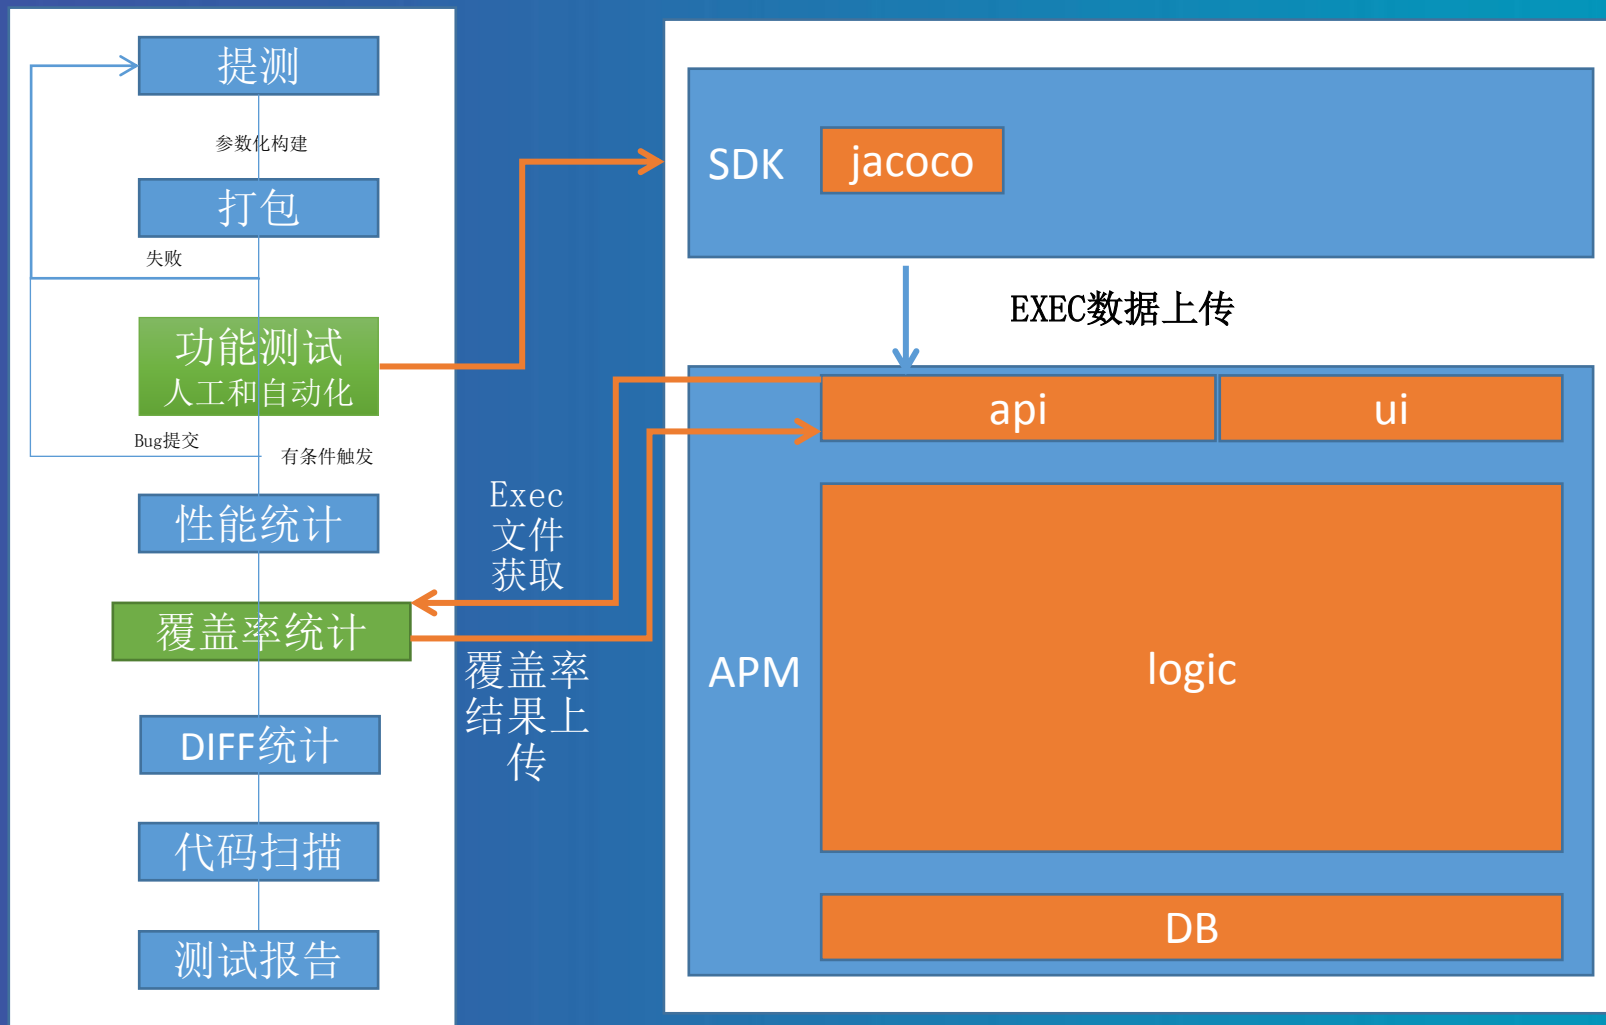 提测
参数化构建
打包
失败
功能测试
人工和自动化
Bug提交
有条件触发
性能统计
覆盖率统计
DIFF统计
代码扫描
测试报告
Exec
文件
获取
覆盖率
结果上
传
SDK
jacoco
EXEC数据上传
api
ui
APM
logic
DB